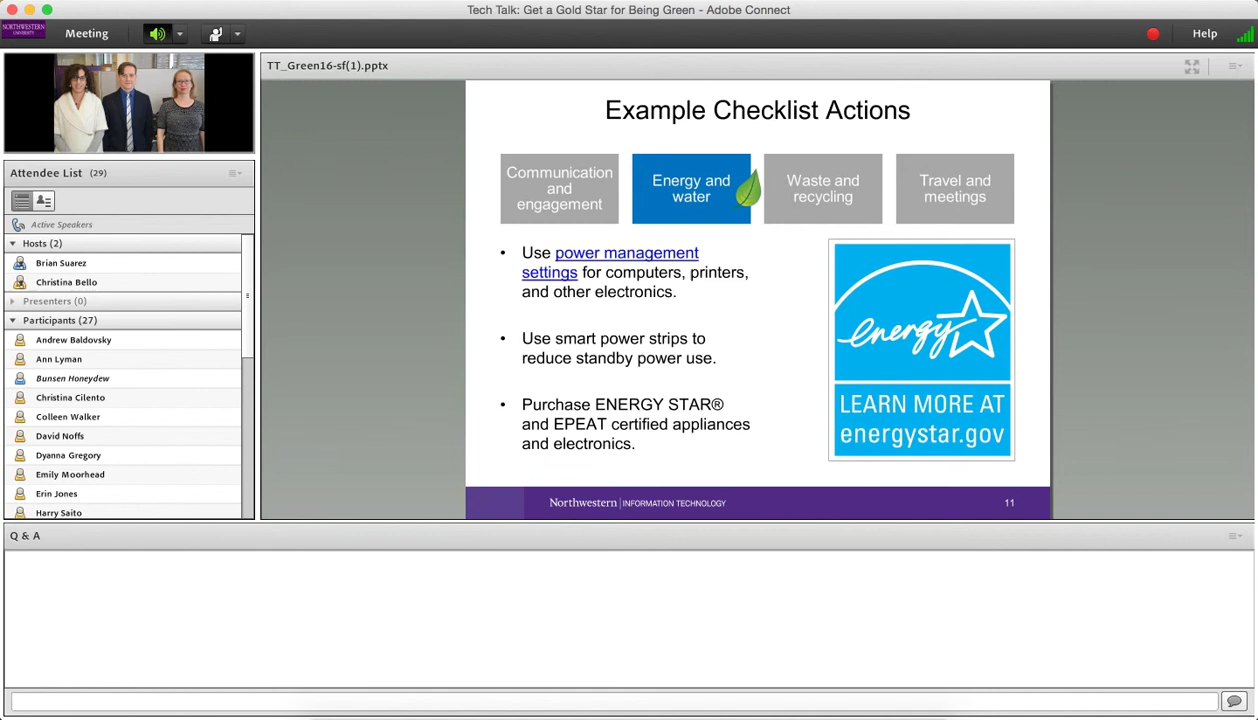 Tech Talk: Get a Gold Star for Being Green - Adobe Connect
NORTHWESTERN
UNIVERSITY
Meeting
Help
TT_Green16-sf(1).pptx
Attendee List (29)
Active Speakers
Hosts (2)
Brian Suarez
Christina Bello
Presenters (0)
Participants (27)
Andrew Baldovsky
Ann Lyman
Bunsen Honeydew
Christina Cilento
Colleen Walker
David Noffs
Dyanna Gregory
Emily Moorhead
Erin Jones
Harry Saito
Example Checklist Actions
Communication
and
engagement
Energy and
water
Waste and
recycling
Travel and
meetings
• Use power management
settings for computers, printers,
and other electronics.
• Use smart power strips to
reduce standby power use.
• Purchase ENERGY STAR®
and EPEAT certified appliances
and electronics.
energy
LEARN MORE AT
energystar.gov
Northwestern | INFORMATION TECHNOLOGY
11
Q & A